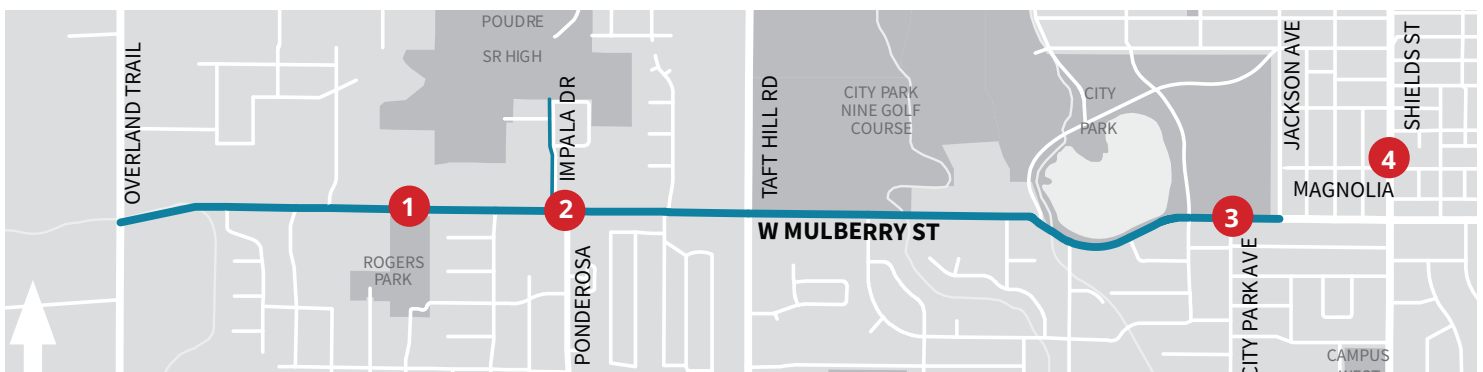 POUDRE
SR HIGH
OVERLAND TRAIL
IMPALA DR
TAFT HILL RD
CITY PARK
NINE GOLF
COURSE
CITY
PARK
JACKSON AVE
SHIELDS ST
4
MAGNOLIA
1
2
3
W MULBERRY ST
ROGERS
PARK
PONDEROSA
CITY PARK AVE
CAMPUS
WEST